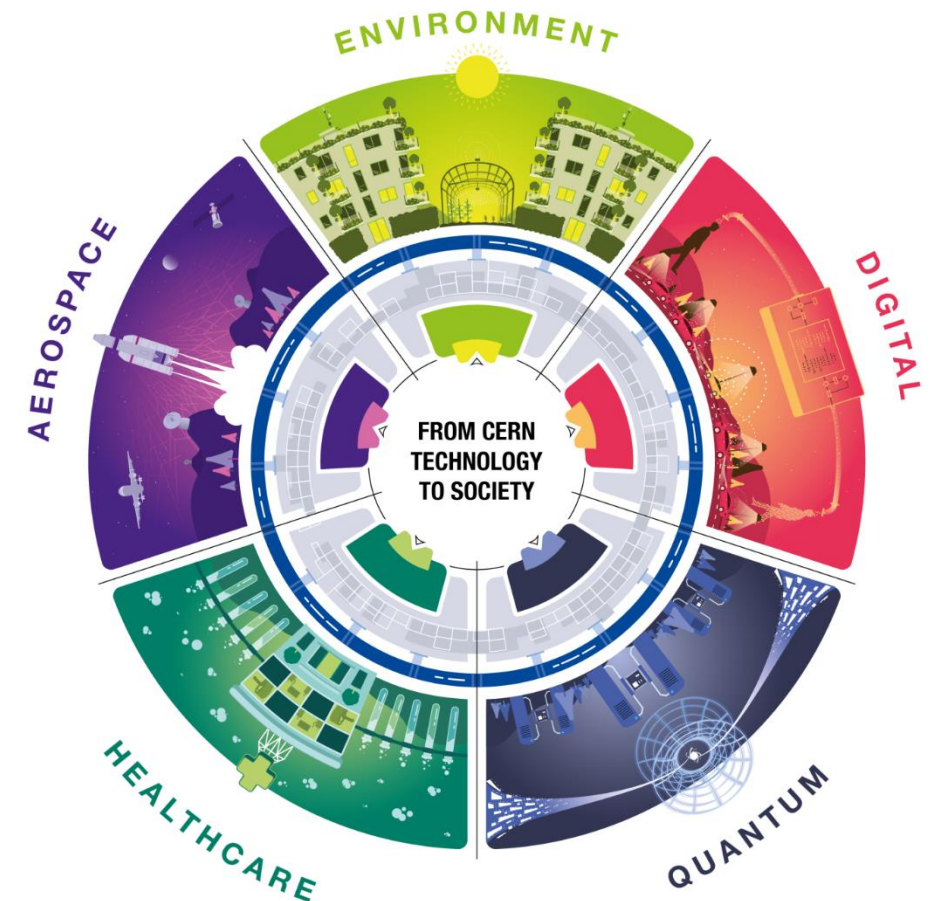 ENVIRONMENT
AEROSPACE
DIGITAL
FROM CERN
TECHNOLOGY
TO SOCIETY
HEALTHCARE
QUANTUM